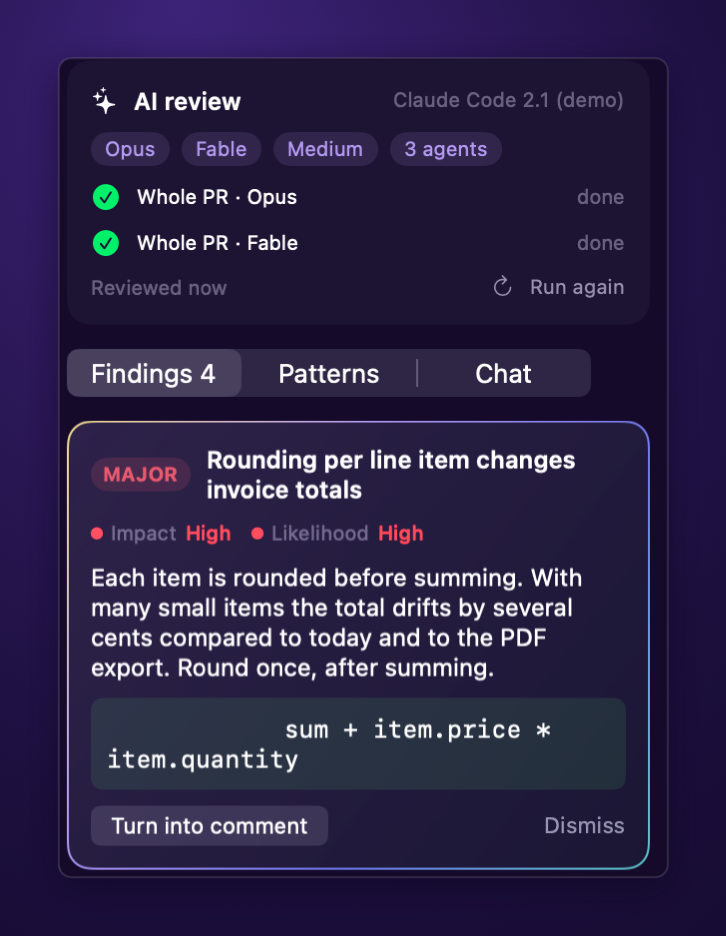 AI review
Claude Code 2.1 (demo)
Opus
Fable
Medium
3 agents
Whole PR · Opus
done
Whole PR · Fable
done
Reviewed now
Run again
Findings 4
Patterns
Chat
MAJOR
Rounding per line item changes
invoice totals
Impact High
Likelihood High
Each item is rounded before summing. With
many small items the total drifts by several
cents compared to today and to the PDF
export. Round once, after summing.
sum + item.price *
item.quantity
Turn into comment
Dismiss